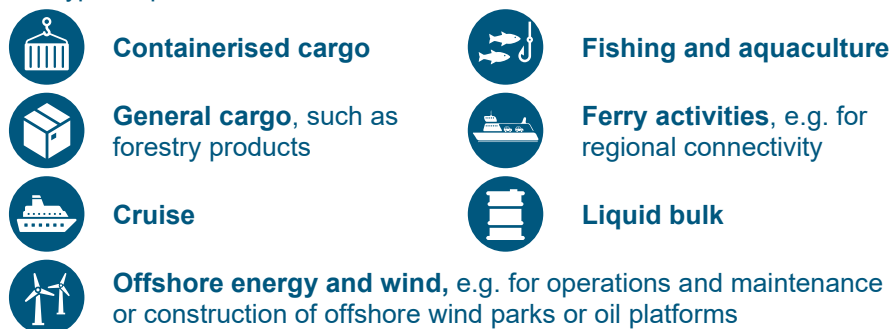 Containerised cargo
Fishing and aquaculture
General cargo, such as
forestry products
Ferry activities, e.g. for
regional connectivity
Cruise
Liquid bulk
Offshore energy and wind, e.g. for operations and maintenance
or construction of offshore wind parks or oil platforms